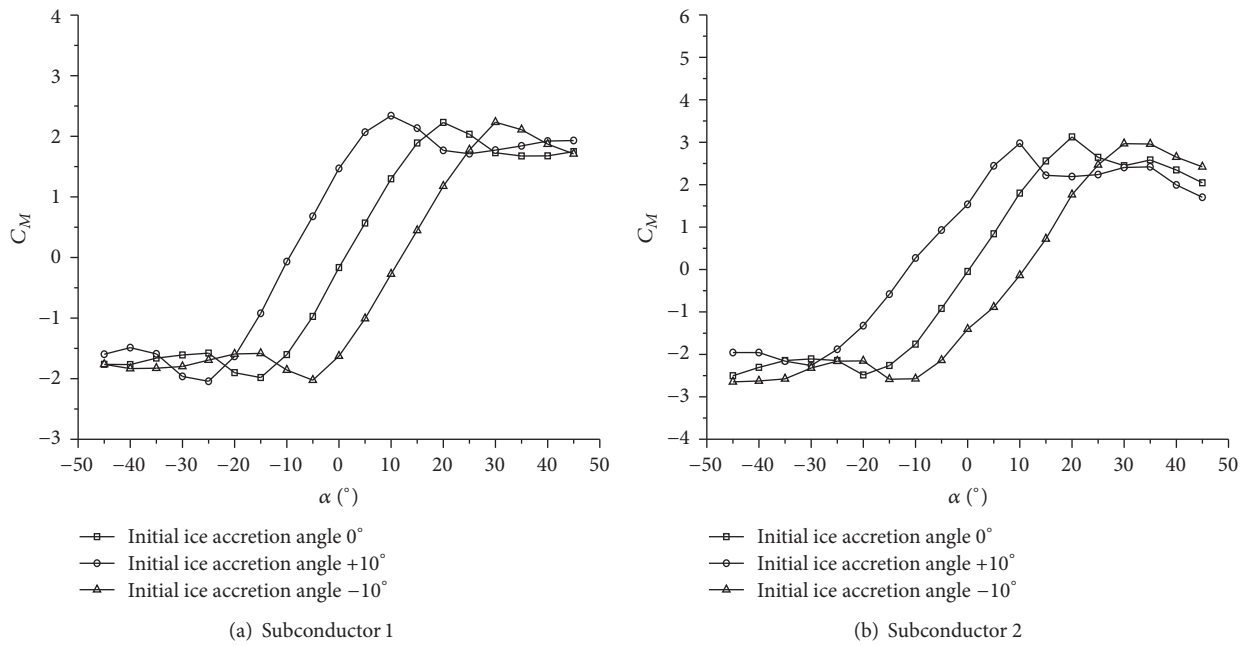 4
3
2
1
0
−1
−2
−3
C_M
−50 −40 −30 −20 −10 0 10 20 30 40 50
α (°)
Initial ice accretion angle 0°
Initial ice accretion angle +10°
Initial ice accretion angle −10°
(a) Subconductor 1
6
5
4
3
2
1
0
−1
−2
−3
−4
C_M
−50 −40 −30 −20 −10 0 10 20 30 40 50
α (°)
Initial ice accretion angle 0°
Initial ice accretion angle +10°
Initial ice accretion angle −10°
(b) Subconductor 2